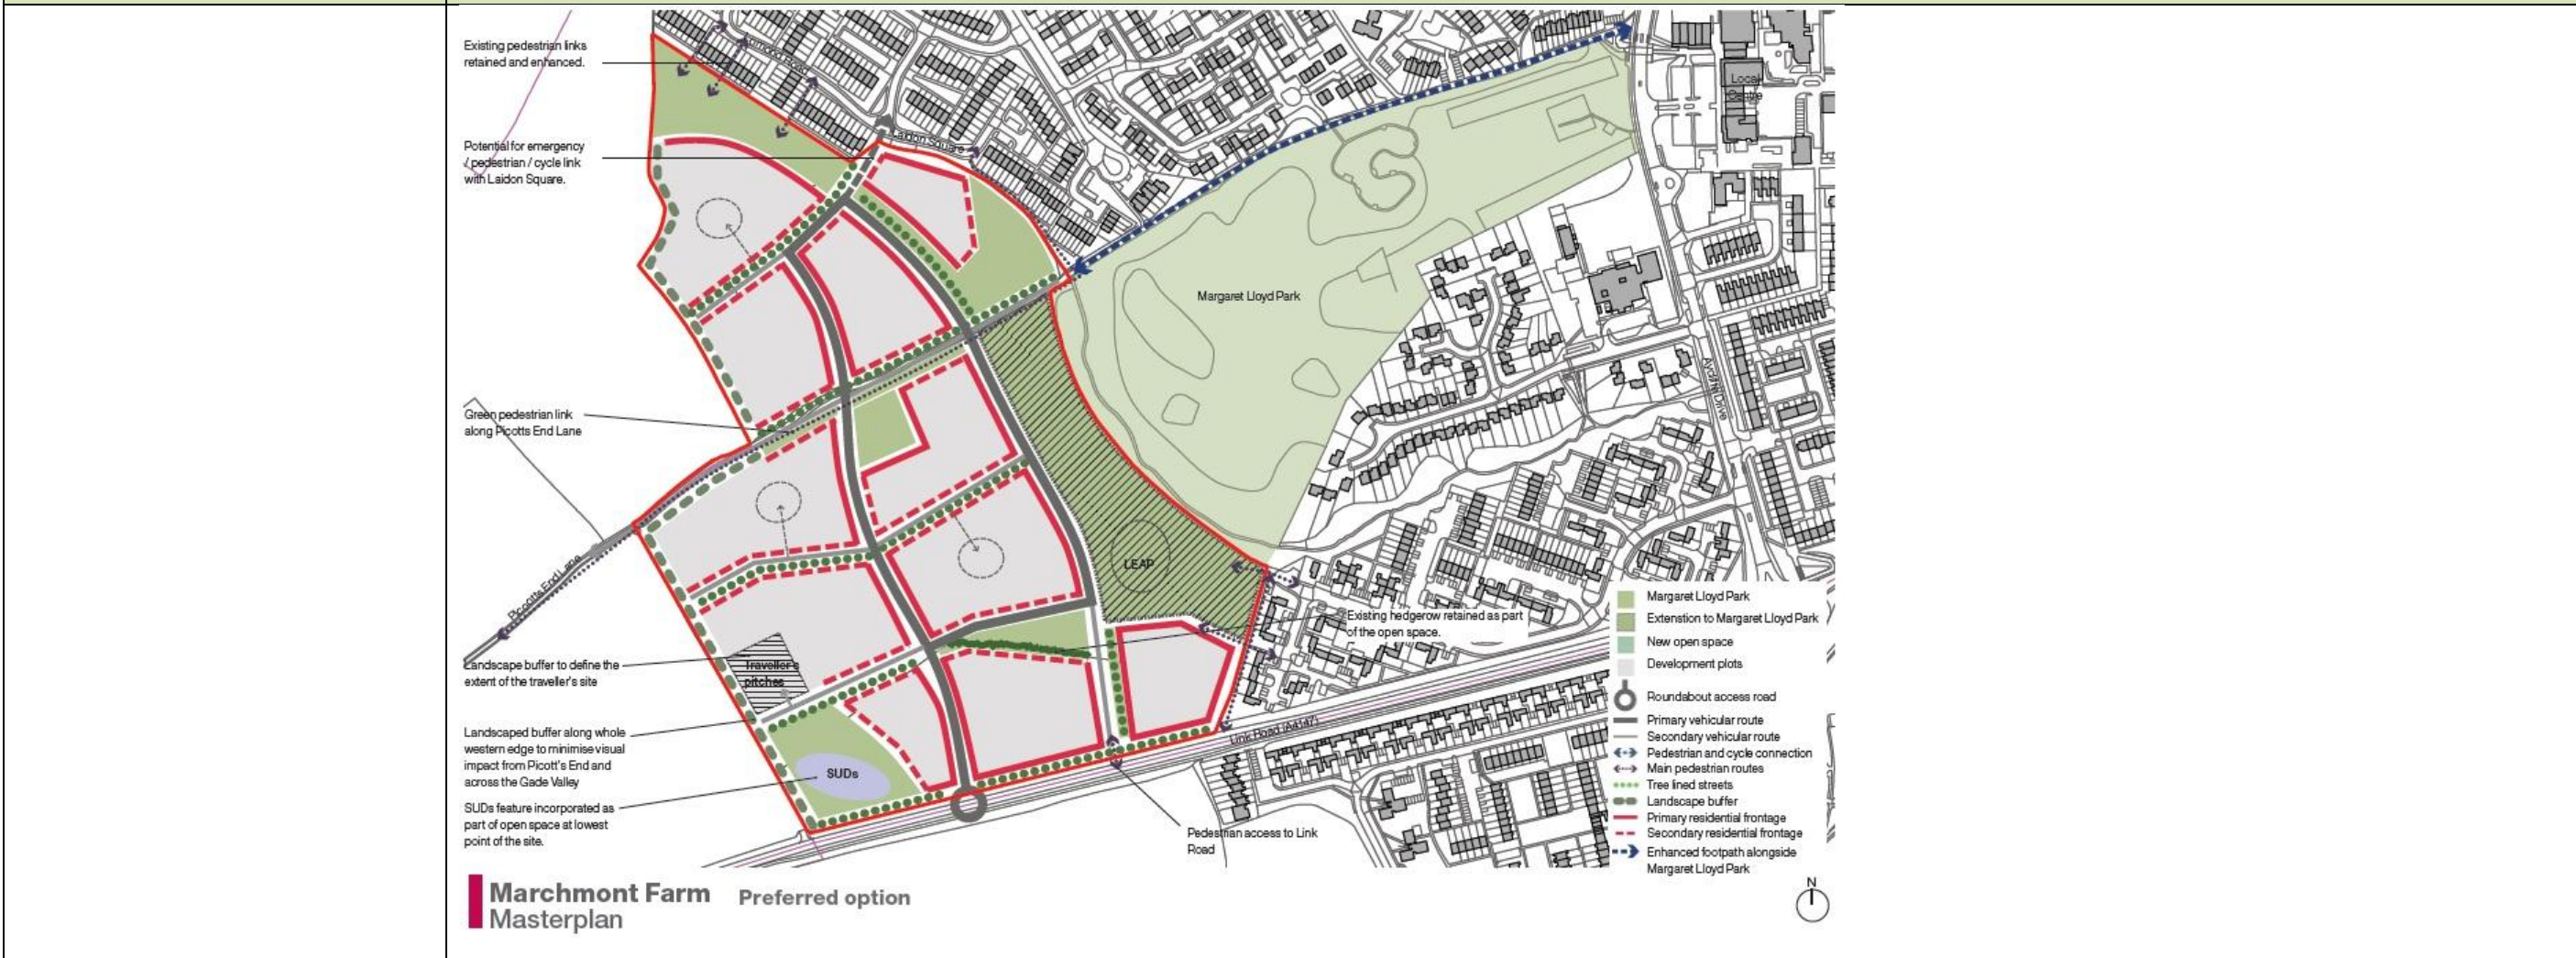 Existing pedestrian links
retained and enhanced.
Laidon Square
Local
Centre
Potential for emergency
/ pedestrian / cycle link
with Laidon Square.
Margaret Lloyd Park
Green pedestrian link
along Picotts End Lane
Picotts End Lane
LEAP
Existing hedgerow retained as part
of the open space.
Landscape buffer to define the
extent of the traveller's site
Traveller's
pitches
Landscaped buffer along whole
western edge to minimise visual
impact from Picott's End and
across the Gade Valley
SUDs
SUDs feature incorporated as
part of open space at lowest
point of the site.
Link Road (A4147)
Pedestrian access to Link
Road
Margaret Lloyd Park
Extenstion to Margaret Lloyd Park
New open space
Development plots
Roundabout access road
Primary vehicular route
Secondary vehicular route
Pedestrian and cycle connection
Main pedestrian routes
Tree lined streets
Landscape buffer
Primary residential frontage
Secondary residential frontage
Enhanced footpath alongside
Margaret Lloyd Park
N
Marchmont Farm Preferred option
Masterplan